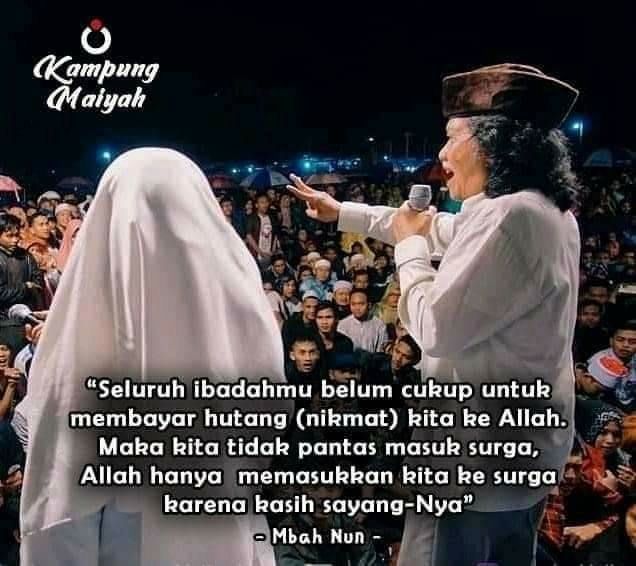 Kampung
Maiyah
“Seluruh ibadahmu belum cukup untuk
membayar hutang (nikmat) kita ke Allah.
Maka kita tidak pantas masuk surga,
Allah hanya memasukkan kita ke surga
karena kasih sayang-Nya”
- Mbah Nun -